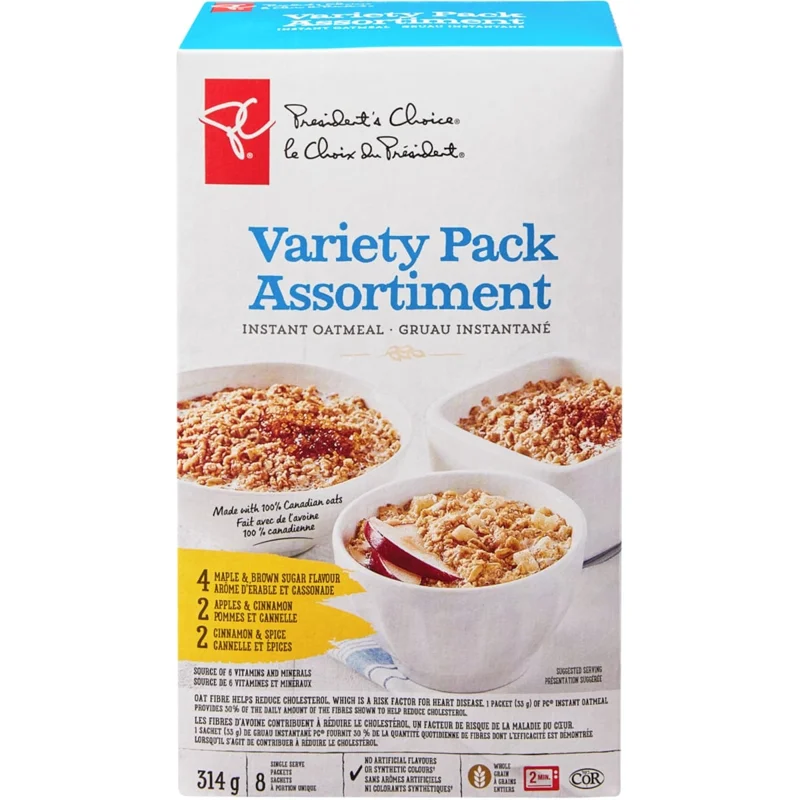 Variety Pack
Assortiment
INSTANT OATMEAL · GRUAU INSTANTANÉ
PC®
President's Choice®
le Choix du Président®
Variety Pack
Assortiment
INSTANT OATMEAL · GRUAU INSTANTANÉ
Made with 100% Canadian oats
Fait avec de l'avoine
100 % canadienne
4 MAPLE & BROWN SUGAR FLAVOUR
ARÔME D'ÉRABLE ET CASSONADE
2 APPLES & CINNAMON
POMMES ET CANNELLE
2 CINNAMON & SPICE
CANNELLE ET ÉPICES
SUGGESTED SERVING
PRÉSENTATION SUGGÉRÉE
SOURCE OF 6 VITAMINS AND MINERALS
SOURCE DE 6 VITAMINES ET MINÉRAUX
OAT FIBRE HELPS REDUCE CHOLESTEROL, WHICH IS A RISK FACTOR FOR HEART DISEASE. 1 PACKET (33 g) OF PC® INSTANT OATMEAL
PROVIDES 30% OF THE DAILY AMOUNT OF THE FIBRES SHOWN TO HELP REDUCE CHOLESTEROL.
LES FIBRES D'AVOINE CONTRIBUENT À RÉDUIRE LE CHOLESTÉROL, UN FACTEUR DE RISQUE DE LA MALADIE DU CŒUR.
1 SACHET (33 g) DE GRUAU INSTANTANÉ PC® FOURNIT 30 % DE LA QUANTITÉ QUOTIDIENNE DE FIBRES DONT L'EFFICACITÉ EST DÉMONTRÉE
LORSQU'IL S'AGIT DE CONTRIBUER À RÉDUIRE LE CHOLESTÉROL.
314 g
8 SINGLE SERVE
PACKETS
SACHETS
À PORTION UNIQUE
NO ARTIFICIAL FLAVOURS
OR SYNTHETIC COLOURS†
SANS ARÔMES ARTIFICIELS
NI COLORANTS SYNTHÉTIQUES†
WHOLE
GRAIN
À GRAINS
ENTIERS
2 MIN.
COR